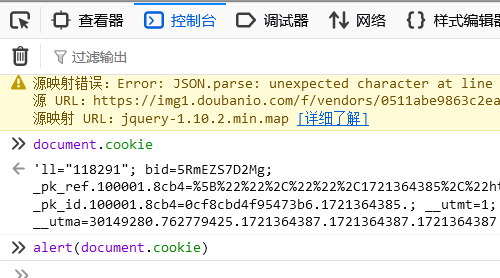 查看器 控制台 调试器 网络 {} 样式编辑
过滤输出
源映射错误：Error: JSON.parse: unexpected character at line
源 URL：https://img1.doubanio.com/f/vendors/0511abe9863c2ea
源映射 URL：jquery-1.10.2.min.map [详细了解]
document.cookie
'll="118291"; bid=5RmEZS7D2Mg;
_pk_ref.100001.8cb4=%5B%22%22%2C%22%22%2C1721364385%2C%22ht
_pk_id.100001.8cb4=0cf8cbd4f95473b6.1721364385.; __utmt=1;
__utma=30149280.762779425.1721364387.1721364387.1721364387
alert(document.cookie)